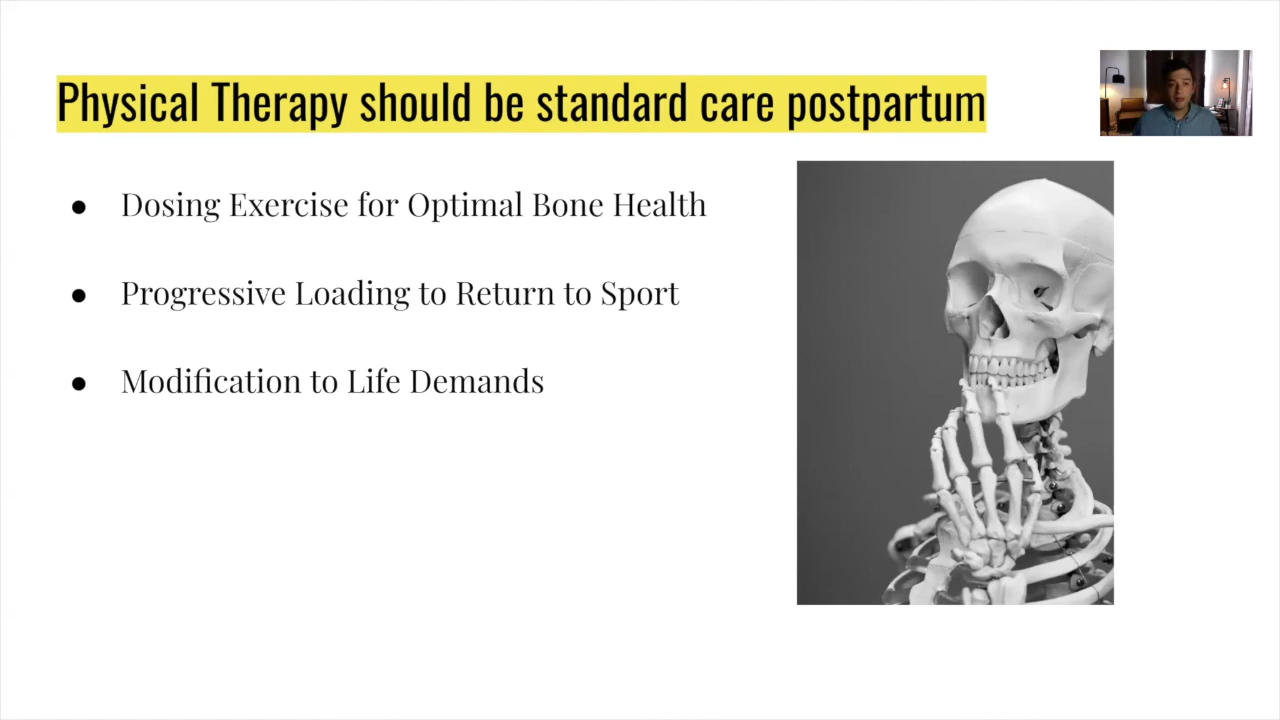 Physical Therapy should be standard care postpartum
● Dosing Exercise for Optimal Bone Health
● Progressive Loading to Return to Sport
● Modification to Life Demands